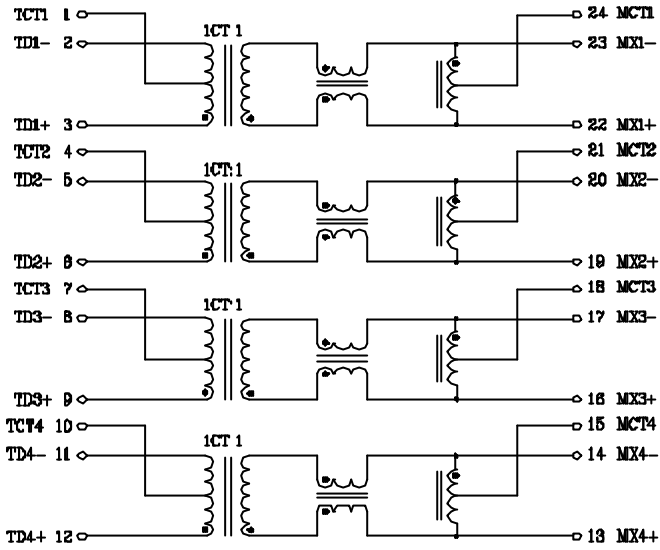 TCT1 1 24 MCT1
1CT 1
TD1- 2 23 MX1-
TD1+ 3 22 MX1+
TCT2 4 21 MCT2
1CT:1
TD2- 5 20 MX2-
TD2+ 6 19 MX2+
TCT3 7 18 MCT3
1CT 1
TD3- 8 17 MX3-
TD3+ 9 16 MX3+
TCT4 10 15 MCT4
1CT 1
TD4- 11 14 MX4-
TD4+ 12 13 MX4+